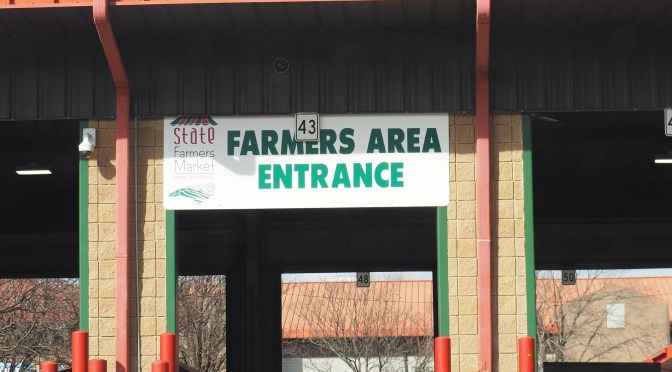 43
STATE
Farmers
Market
FARMERS AREA
ENTRANCE
48
50